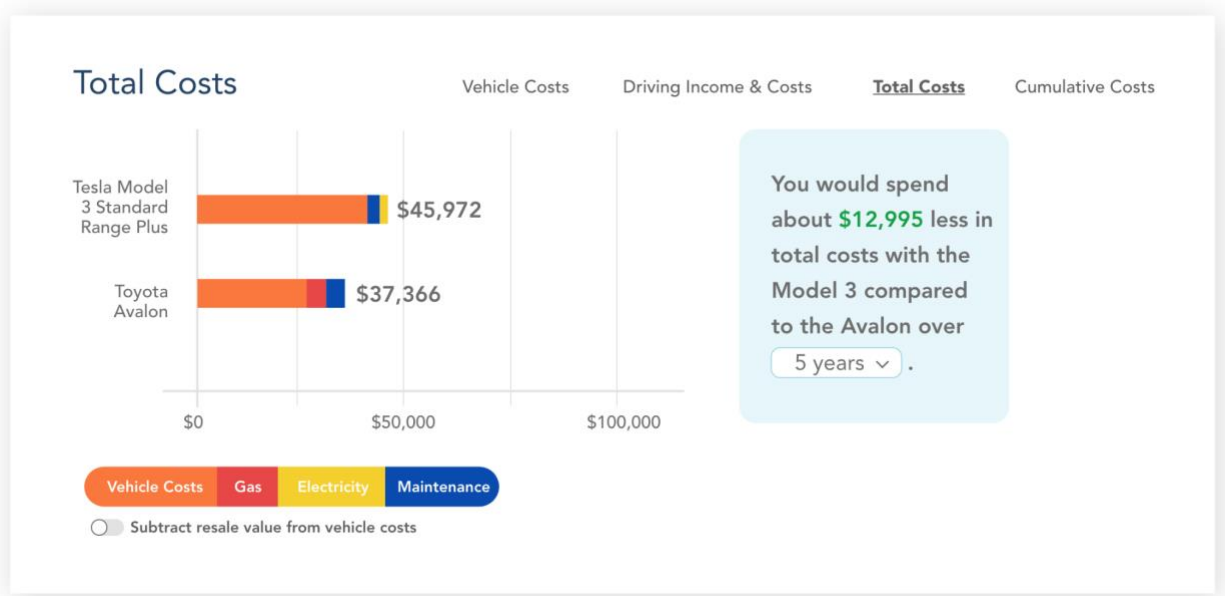 Total Costs
Vehicle Costs
Driving Income & Costs
Total Costs
Cumulative Costs
Tesla Model
3 Standard
Range Plus
$45,972
Toyota
Avalon
$37,366
$0
$50,000
$100,000
Vehicle Costs
Gas
Electricity
Maintenance
Subtract resale value from vehicle costs
You would spend
about $12,995 less in
total costs with the
Model 3 compared
to the Avalon over
5 years .